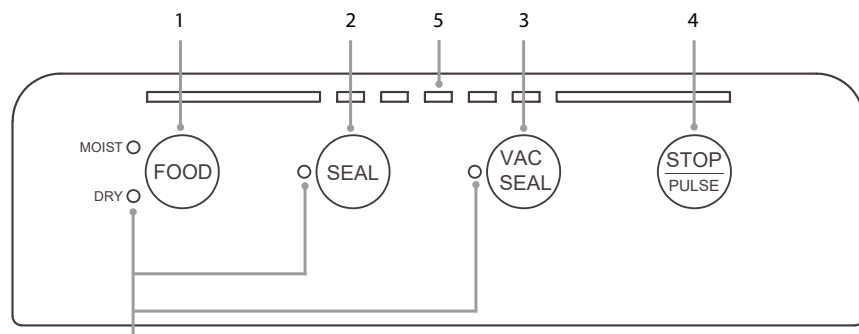 1 2 5 3 4
MOIST
FOOD
DRY
SEAL
VAC
SEAL
STOP
PULSE